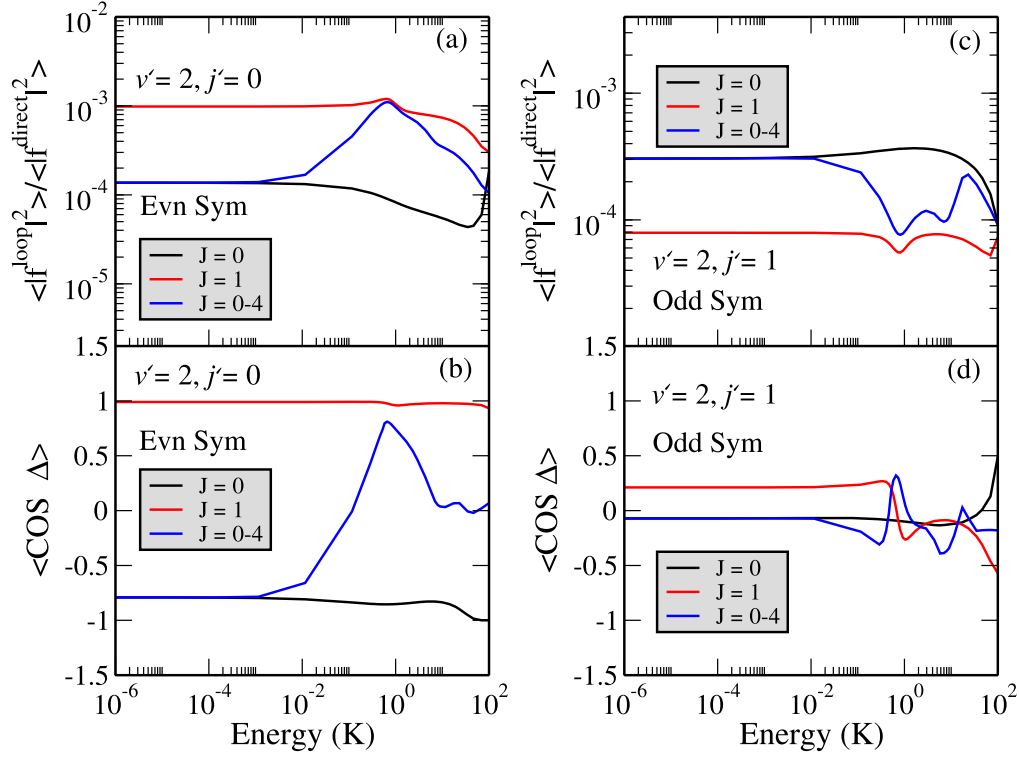 10^-2
(a)
v′= 2, j′= 0
10^-3
10^-4
Evn Sym
J = 0
J = 1
J = 0-4
10^-5
<|f^loop|^2>/<|f^direct|^2>
(c)
10^-3
J = 0
J = 1
J = 0-4
10^-4
v′= 2, j′= 1
Odd Sym
<|f^loop|^2>/<|f^direct|^2>
1.5
(b)
v′= 2, j′= 0
1
Evn Sym
0.5
J = 0
J = 1
J = 0-4
0
-0.5
-1
-1.5
<COS Δ>
10^-6
10^-4
10^-2
10^0
10^2
Energy (K)
1.5
(d)
v′= 2, j′= 1
1
Odd Sym
0.5
0
-0.5
J = 0
J = 1
J = 0-4
-1
-1.5
<COS Δ>
10^-6
10^-4
10^-2
10^0
10^2
Energy (K)